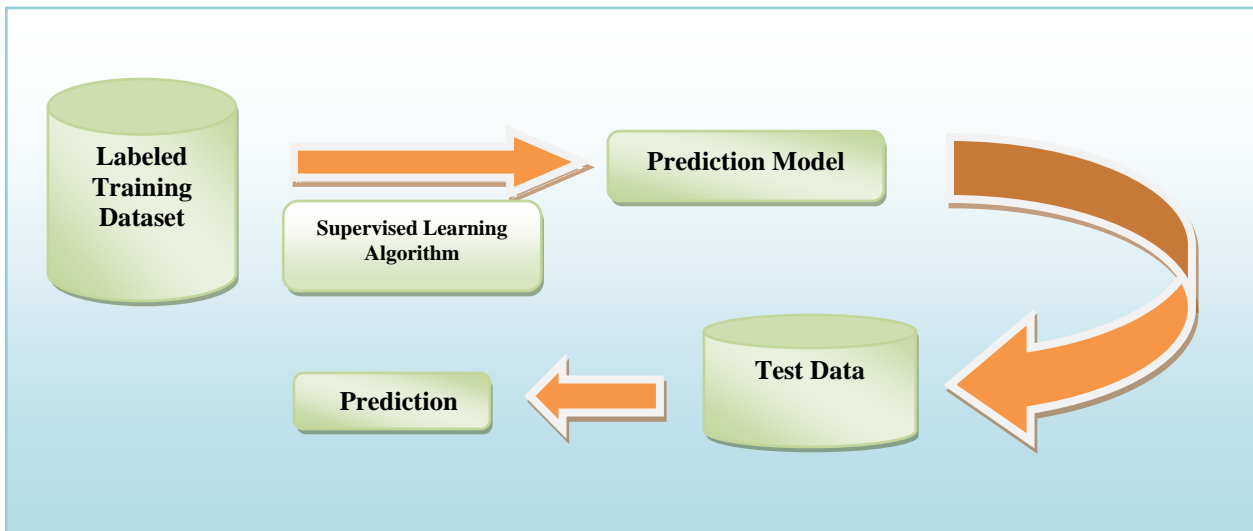 Labeled
Training
Dataset
Supervised Learning
Algorithm
Prediction Model
Test Data
Prediction